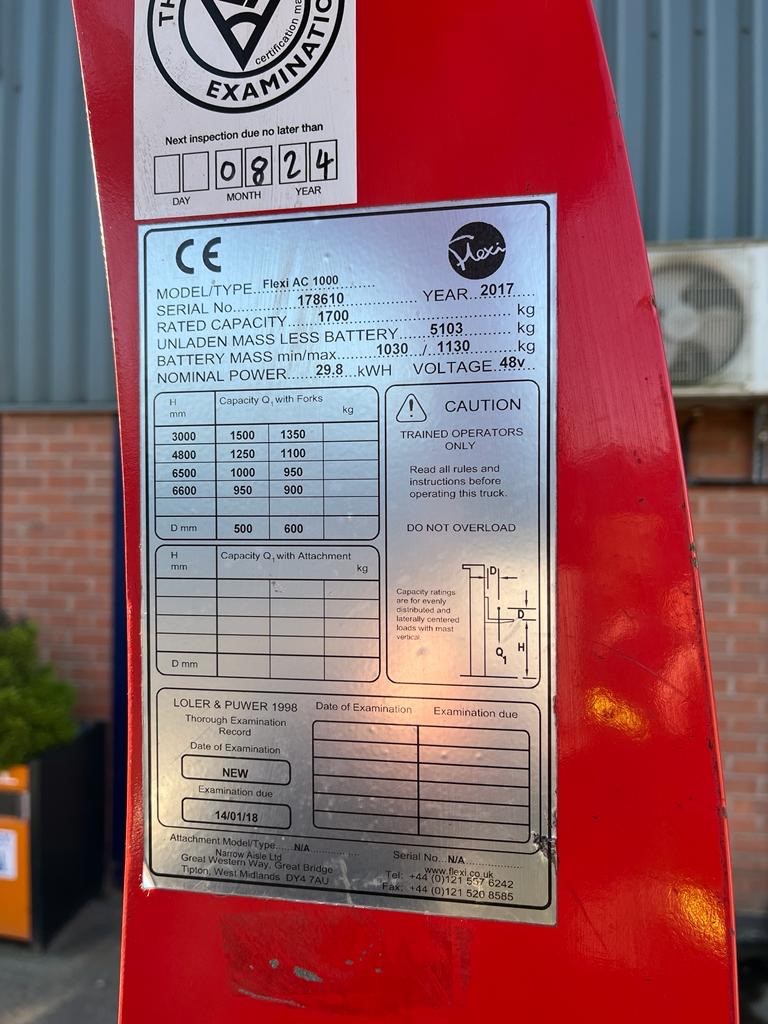 TH
certification ma
EXAMINATIO
Next inspection due no later than
08 24
DAY MONTH YEAR
CE
Flexi
MODEL/TYPE Flexi AC 1000
SERIAL No. 178610 YEAR 2017
RATED CAPACITY 1700 kg
UNLADEN MASS LESS BATTERY 5103 kg
BATTERY MASS min/max 1030 / 1130 kg
NOMINAL POWER 29.8 kWH VOLTAGE 48v
H mm Capacity Q1 with Forks kg
3000 1500 1350
4800 1250 1100
6500 1000 950
6600 950 900
D mm 500 600
H mm Capacity Q1 with Attachment kg
D mm
! CAUTION
TRAINED OPERATORS
ONLY
Read all rules and
instructions before
operating this truck.
DO NOT OVERLOAD
Capacity ratings
are for evenly
distributed and
laterally centered
loads with mast
vertical.
D
D
H
Q1
LOLER & PUWER 1998
Thorough Examination
Record
Date of Examination
NEW
Examination due
14/01/18
Date of Examination Examination due
Attachment Model/Type N/A Serial No. N/A
Narrow Aisle Ltd
Great Western Way, Great Bridge
Tipton, West Midlands DY4 7AU
www.flexi.co.uk
Tel: +44 (0)121 557 6242
Fax: +44 (0)121 520 8585